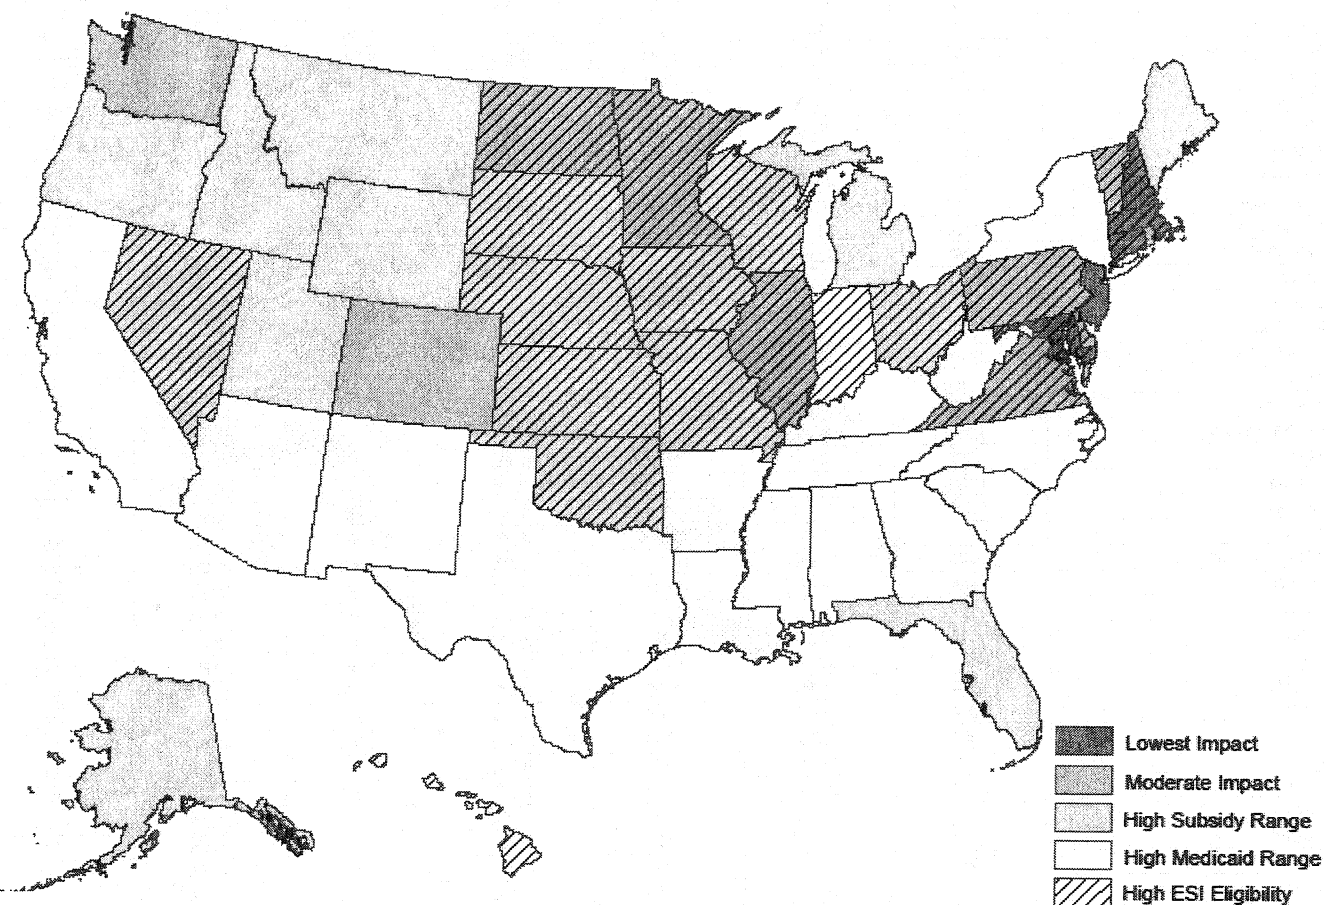 Lowest Impact
Moderate Impact
High Subsidy Range
High Medicaid Range
High ESI Eligibility